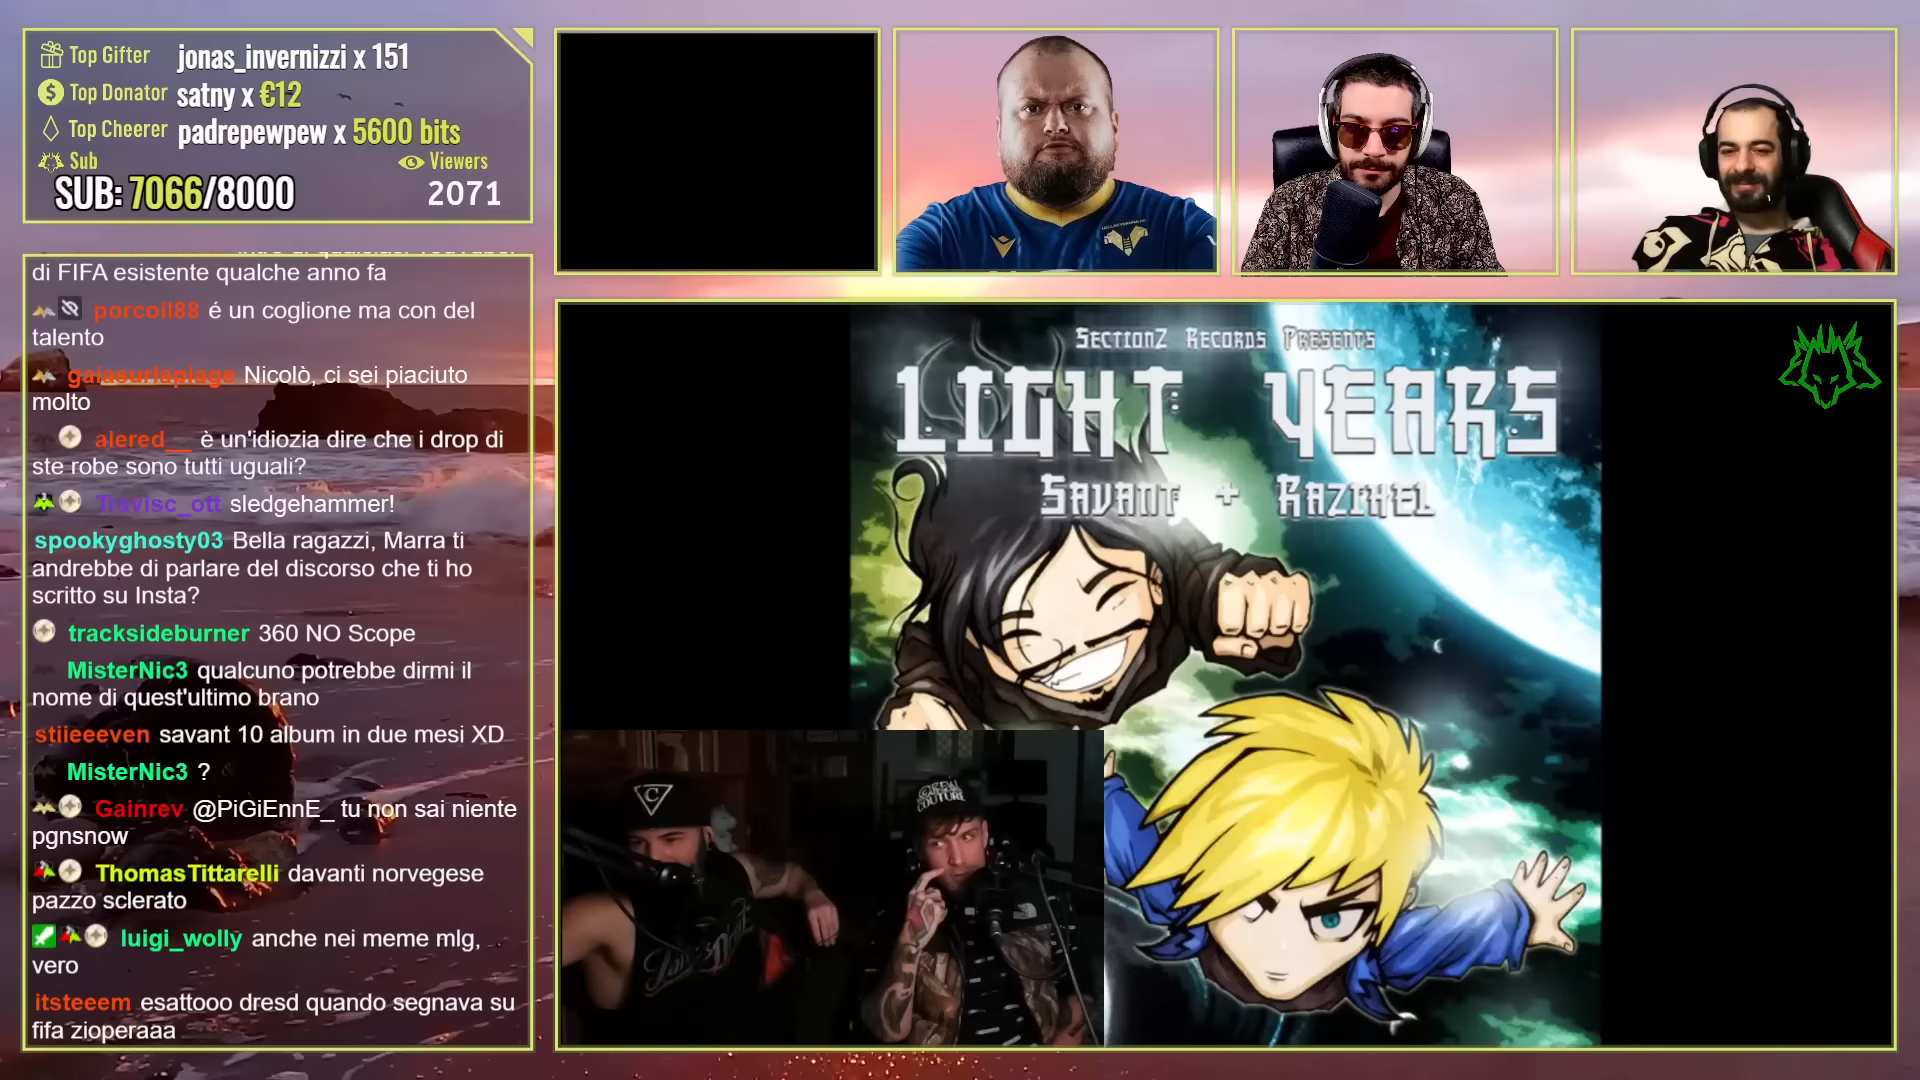 Top Gifter jonas_invernizzi x 151
Top Donator satny x €12
Top Cheerer padrepewpew x 5600 bits
Sub Viewers
SUB: 7066/8000 2071
di FIFA esistente qualche anno fa
porcoil88 é un coglione ma con del
talento
gaiasurlaplage Nicolò, ci sei piaciuto
molto
alered__ è un'idiozia dire che i drop di
ste robe sono tutti uguali?
Travisc_ott sledgehammer!
spookyghosty03 Bella ragazzi, Marra ti
andrebbe di parlare del discorso che ti ho
scritto su Insta?
tracksideburner 360 NO Scope
MisterNic3 qualcuno potrebbe dirmi il
nome di quest'ultimo brano
stiieeeven savant 10 album in due mesi XD
MisterNic3 ?
Gainrev @PiGiEnnE_ tu non sai niente
pgnsnow
ThomasTittarelli davanti norvegese
pazzo sclerato
luigi_wolly anche nei meme mlg,
vero
itsteeem esattooo dresd quando segnava su
fifa zioperaaa
SectionZ Records Presents
LIGHT YEARS
Savant + Razihel
C
COUTURE